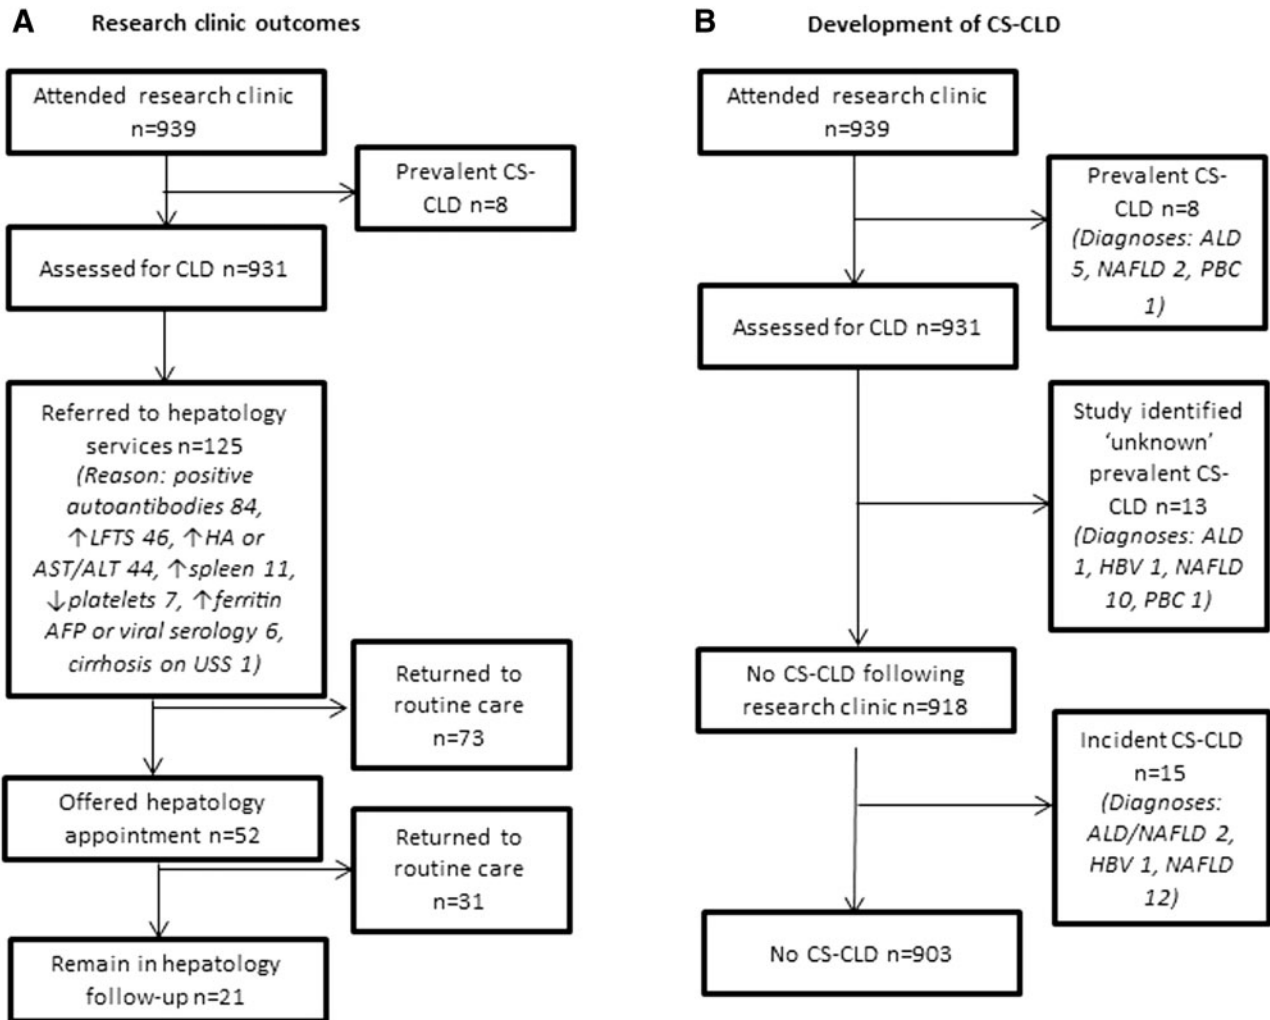 A Research clinic outcomes
Attended research clinic
n=939
Prevalent CS-
CLD n=8
Assessed for CLD n=931
Referred to hepatology
services n=125
(Reason: positive
autoantibodies 84,
↑LFTS 46, ↑HA or
AST/ALT 44, ↑spleen 11,
↓platelets 7, ↑ferritin
AFP or viral serology 6,
cirrhosis on USS 1)
Returned to
routine care
n=73
Offered hepatology
appointment n=52
Returned to
routine care
n=31
Remain in hepatology
follow-up n=21
B Development of CS-CLD
Attended research clinic
n=939
Prevalent CS-
CLD n=8
(Diagnoses: ALD
5, NAFLD 2, PBC
1)
Assessed for CLD n=931
Study identified
‘unknown’
prevalent CS-
CLD n=13
(Diagnoses: ALD
1, HBV 1, NAFLD
10, PBC 1)
No CS-CLD following
research clinic n=918
Incident CS-CLD
n=15
(Diagnoses:
ALD/NAFLD 2,
HBV 1, NAFLD
12)
No CS-CLD n=903